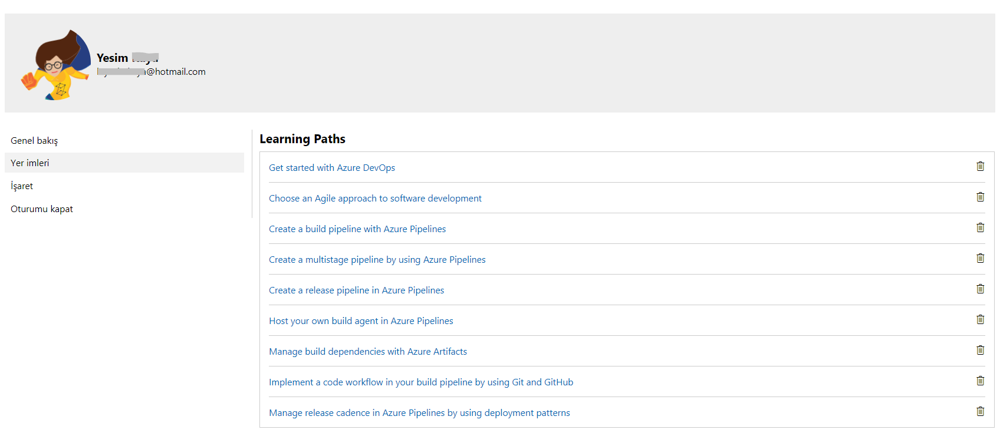 Yesim
@hotmail.com
Genel bakış
Yer imleri
İşaret
Oturumu kapat
Learning Paths
Get started with Azure DevOps
Choose an Agile approach to software development
Create a build pipeline with Azure Pipelines
Create a multistage pipeline by using Azure Pipelines
Create a release pipeline in Azure Pipelines
Host your own build agent in Azure Pipelines
Manage build dependencies with Azure Artifacts
Implement a code workflow in your build pipeline by using Git and GitHub
Manage release cadence in Azure Pipelines by using deployment patterns